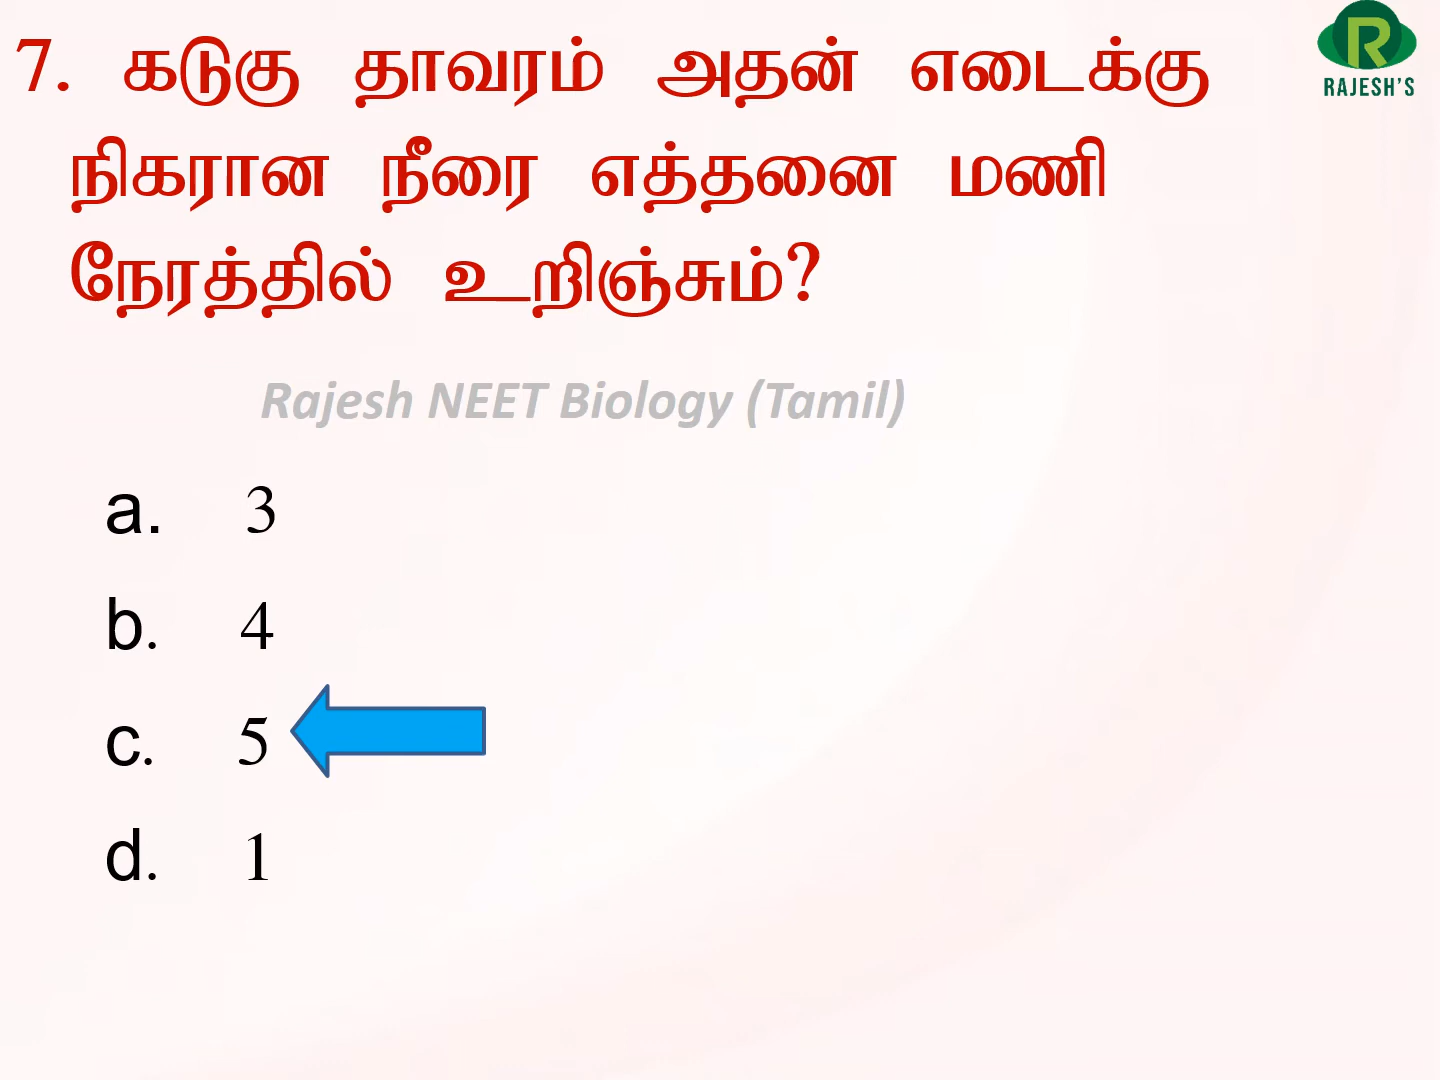 7. கடுகு தாவரம் அதன் எடைக்கு
நிகரான நீரை எத்தனை மணி
நேரத்தில் உறிஞ்சும்?
R
RAJESH'S
Rajesh NEET Biology (Tamil)
a. 3
b. 4
c. 5
d. 1